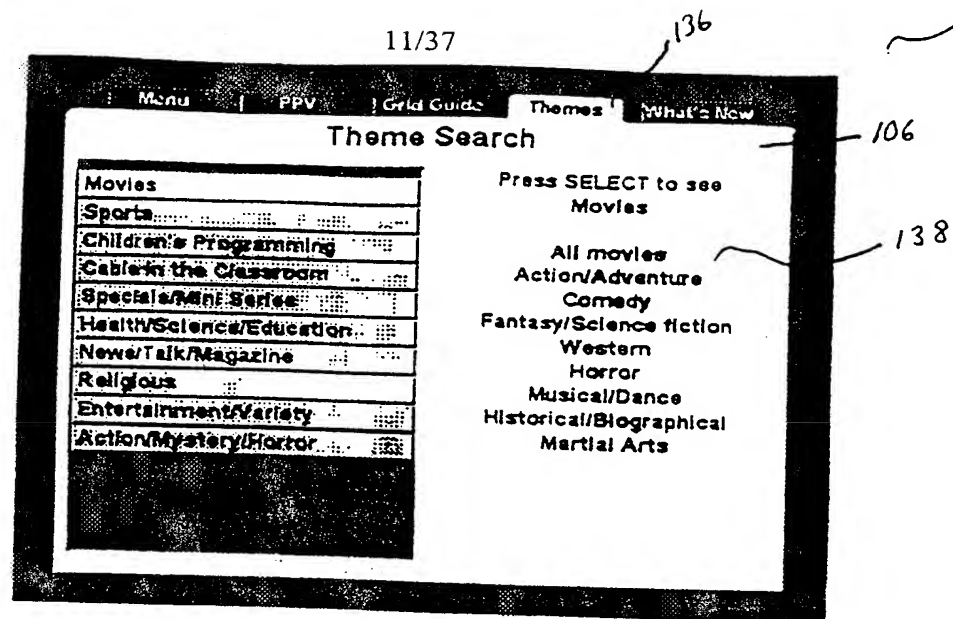 11/37
136
Menu PPV Grid Guide Themes What's New
Theme Search
106
Movies
Sports
Children's Programming
Cable in the Classroom
Specials/Mini Series
Health/Science/Education
News/Talk/Magazine
Religious
Entertainment/Variety
Action/Mystery/Horror
Press SELECT to see
Movies
All movies
138
Action/Adventure
Comedy
Fantasy/Science fiction
Western
Horror
Musical/Dance
Historical/Biographical
Martial Arts